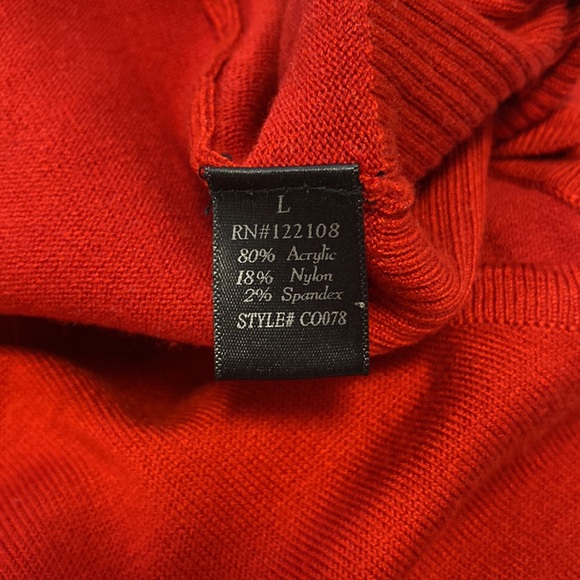 L
RN#122108
80% Acrylic
18% Nylon
2% Spandex
STYLE# CO078